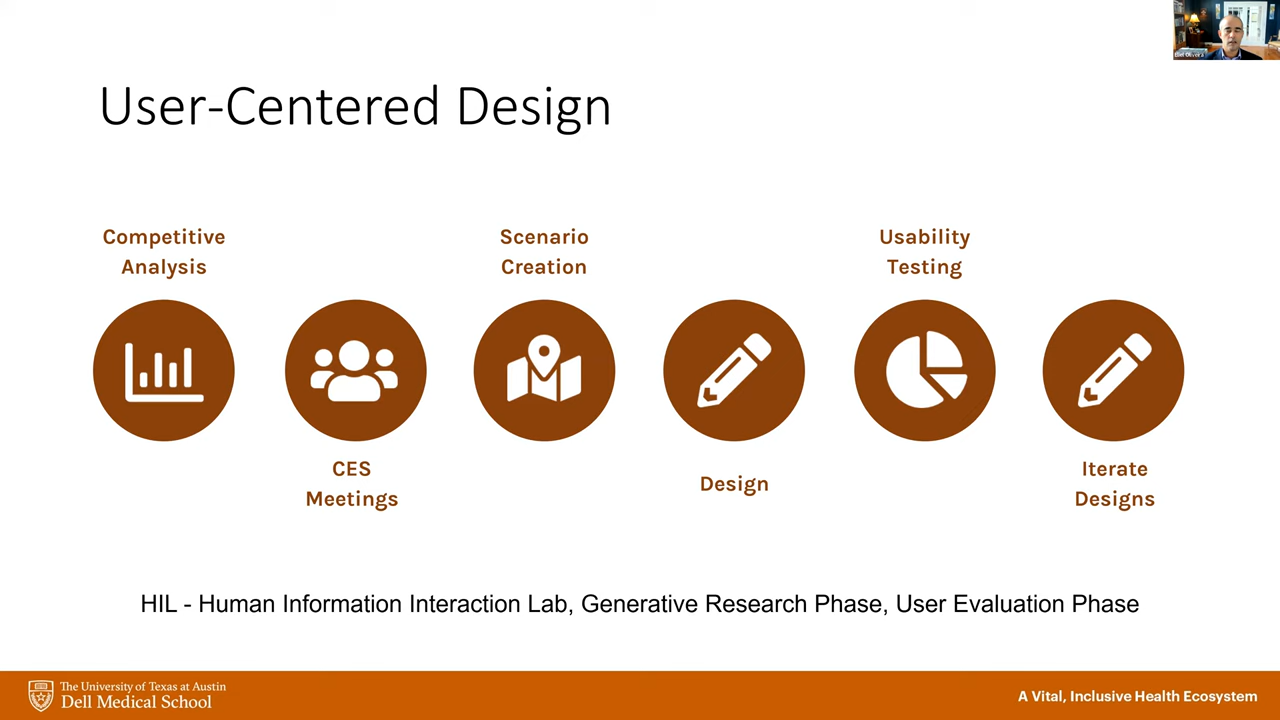 Eliel Oliveira
User-Centered Design
Competitive
Analysis
Scenario
Creation
Usability
Testing
CES
Meetings
Design
Iterate
Designs
HIL - Human Information Interaction Lab, Generative Research Phase, User Evaluation Phase
The University of Texas at Austin
Dell Medical School
A Vital, Inclusive Health Ecosystem